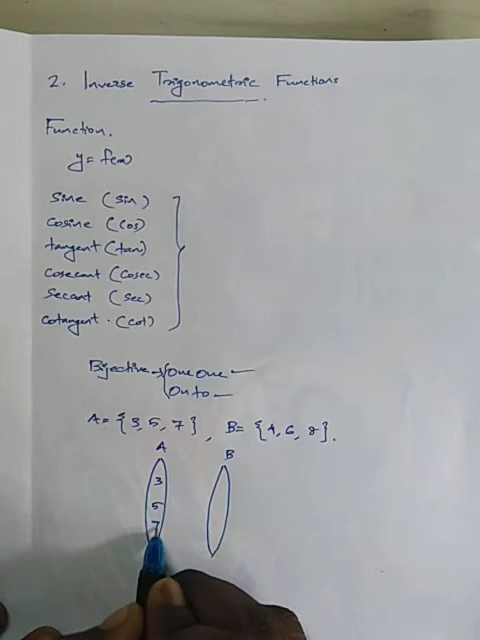 2. Inverse Trigonometric Functions
Function.
y = f(x)
Sine (Sin)
Cosine (Cos)
tangent (tan)
Cosecant (Cosec)
Secant (Sec)
Cotangent. (Cot)
Bijective → { one one —
Onto —
A = {3, 5, 7}, B = {4, 6, 8}.
A B
3
5
7